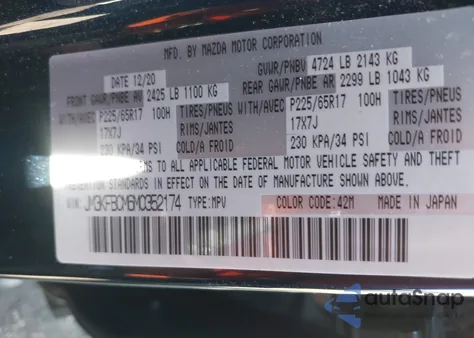 MFD. BY MAZDA MOTOR CORPORATION
DATE 12/20 GVWR/PNBV 4724 LB 2143 KG
FRONT GAWR/PNBE AV 2425 LB 1100 KG REAR GAWR/PNBE AR 2299 LB 1043 KG
WITH/AVEC P225/65R17 100H TIRES/PNEUS WITH/AVEC P225/65R17 100H TIRES/PNEUS
17X7J RIMS/JANTES 17X7J RIMS/JANTES
230 KPA/34 PSI COLD/A FROID 230 KPA/34 PSI COLD/A FROID
TO ALL APPLICABLE FEDERAL MOTOR VEHICLE SAFETY AND THEFT
STANDARDS IN EFFECT ON THE DATE OF MANUFACTURE SHOWN ABOVE.
VIN: JM3KFBCM6M0352174 TYPE:MPV COLOR CODE:42M MADE IN JAPAN
autoSnap